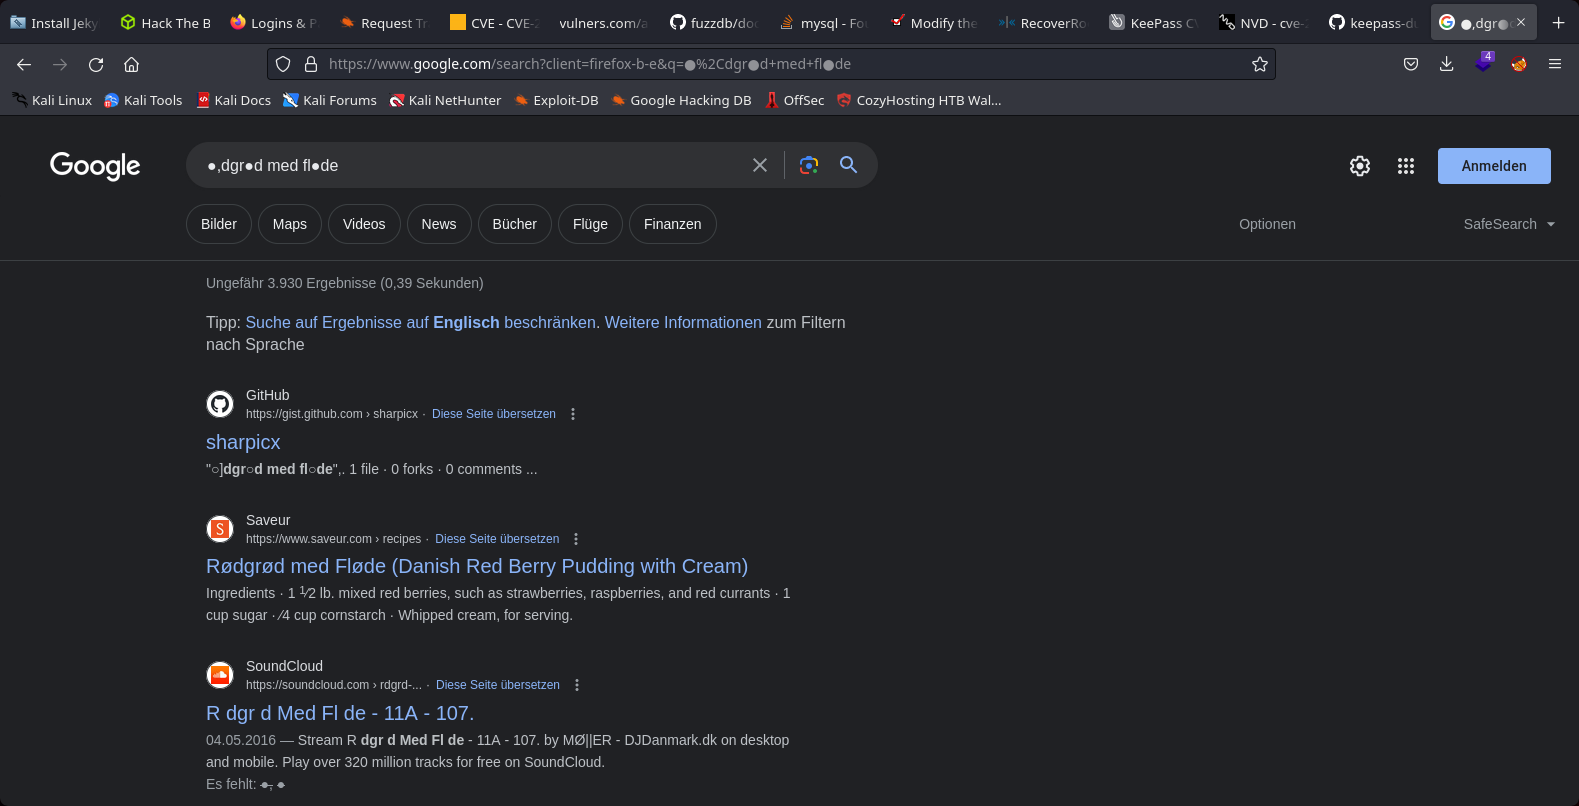 Install Jeky
Hack The B
Logins & P
Request Tr
CVE - CVE-2
vulners.com/a
fuzzdb/doc
mysql - Fou
Modify the
RecoverRo
KeePass CV
NVD - cve-2
keepass-du
●,dgr●d
https://www.google.com/search?client=firefox-b-e&q=●%2Cdgr●d+med+fl●de
4
Kali Linux
Kali Tools
Kali Docs
Kali Forums
Kali NetHunter
Exploit-DB
Google Hacking DB
OffSec
CozyHosting HTB Wal...
Google
●,dgr●d med fl●de
Anmelden
Bilder
Maps
Videos
News
Bücher
Flüge
Finanzen
Optionen
SafeSearch
Ungefähr 3.930 Ergebnisse (0,39 Sekunden)
Tipp: Suche auf Ergebnisse auf Englisch beschränken. Weitere Informationen zum Filtern
nach Sprache
GitHub
https://gist.github.com › sharpicx · Diese Seite übersetzen
sharpicx
"○]dgr○d med fl○de",. 1 file · 0 forks · 0 comments ...
S
Saveur
https://www.saveur.com › recipes · Diese Seite übersetzen
Rødgrød med Fløde (Danish Red Berry Pudding with Cream)
Ingredients · 1 1⁄2 lb. mixed red berries, such as strawberries, raspberries, and red currants · 1
cup sugar · ⁄4 cup cornstarch · Whipped cream, for serving.
SoundCloud
https://soundcloud.com › rdgrd-... · Diese Seite übersetzen
R dgr d Med Fl de - 11A - 107.
04.05.2016 — Stream R dgr d Med Fl de - 11A - 107. by MØ||ER - DJDanmark.dk on desktop
and mobile. Play over 320 million tracks for free on SoundCloud.
Es fehlt: ●, ●